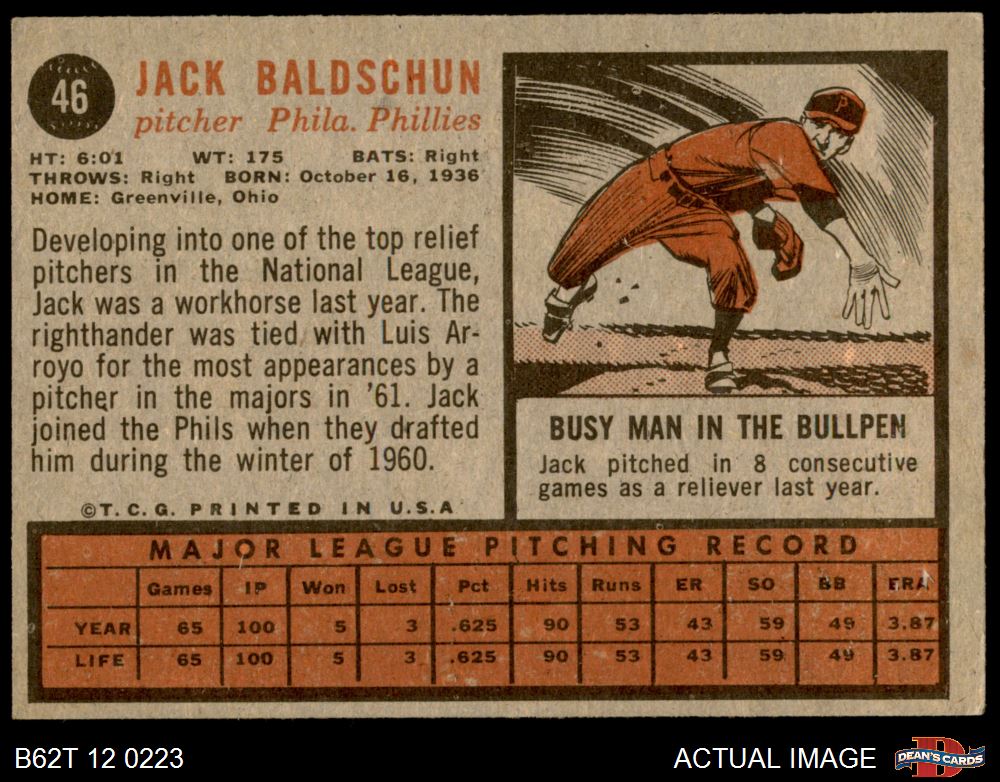 46
JACK BALDSCHUN
pitcher Phila. Phillies
HT: 6:01 WT: 175 BATS: Right
THROWS: Right BORN: October 16, 1936
HOME: Greenville, Ohio
Developing into one of the top relief
pitchers in the National League,
Jack was a workhorse last year. The
righthander was tied with Luis Ar-
royo for the most appearances by a
pitcher in the majors in '61. Jack
joined the Phils when they drafted
him during the winter of 1960.
©T.C.G. PRINTED IN U.S.A
P
BUSY MAN IN THE BULLPEN
Jack pitched in 8 consecutive
games as a reliever last year.
MAJOR LEAGUE PITCHING RECORD
Games IP Won Lost Pct Hits Runs ER SO BB ERA
YEAR 65 100 5 3 .625 90 53 43 59 49 3.87
LIFE 65 100 5 3 .625 90 53 43 59 49 3.87
B62T 12 0223
ACTUAL IMAGE
D
DEAN'S CARDS